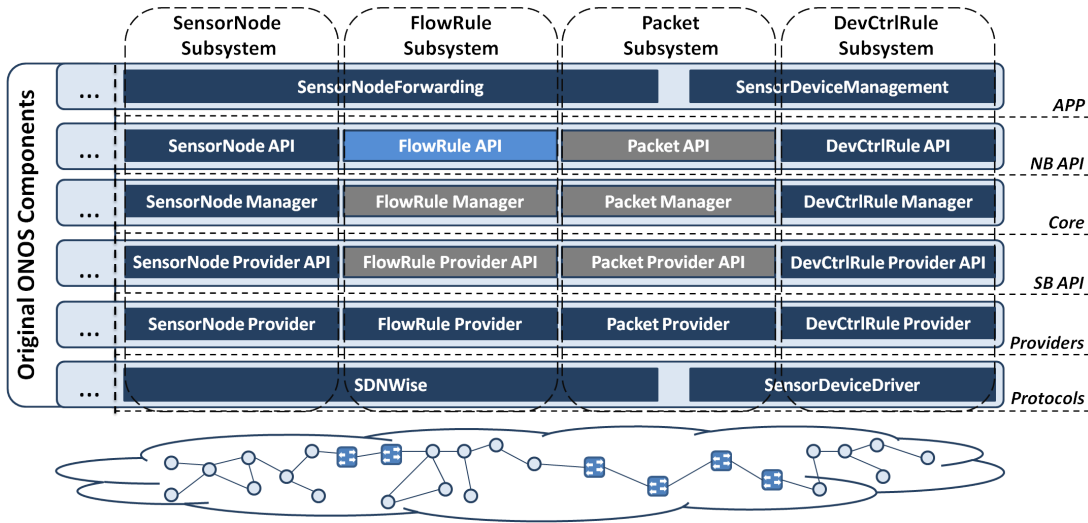 SensorNode
Subsystem
FlowRule
Subsystem
Packet
Subsystem
DevCtrlRule
Subsystem
Original ONOS Components
... SensorNodeForwarding SensorDeviceManagement
APP
... SensorNode API FlowRule API Packet API DevCtrlRule API
NB API
... SensorNode Manager FlowRule Manager Packet Manager DevCtrlRule Manager
Core
... SensorNode Provider API FlowRule Provider API Packet Provider API DevCtrlRule Provider API
SB API
... SensorNode Provider FlowRule Provider Packet Provider DevCtrlRule Provider
Providers
... SDNWise SensorDeviceDriver
Protocols